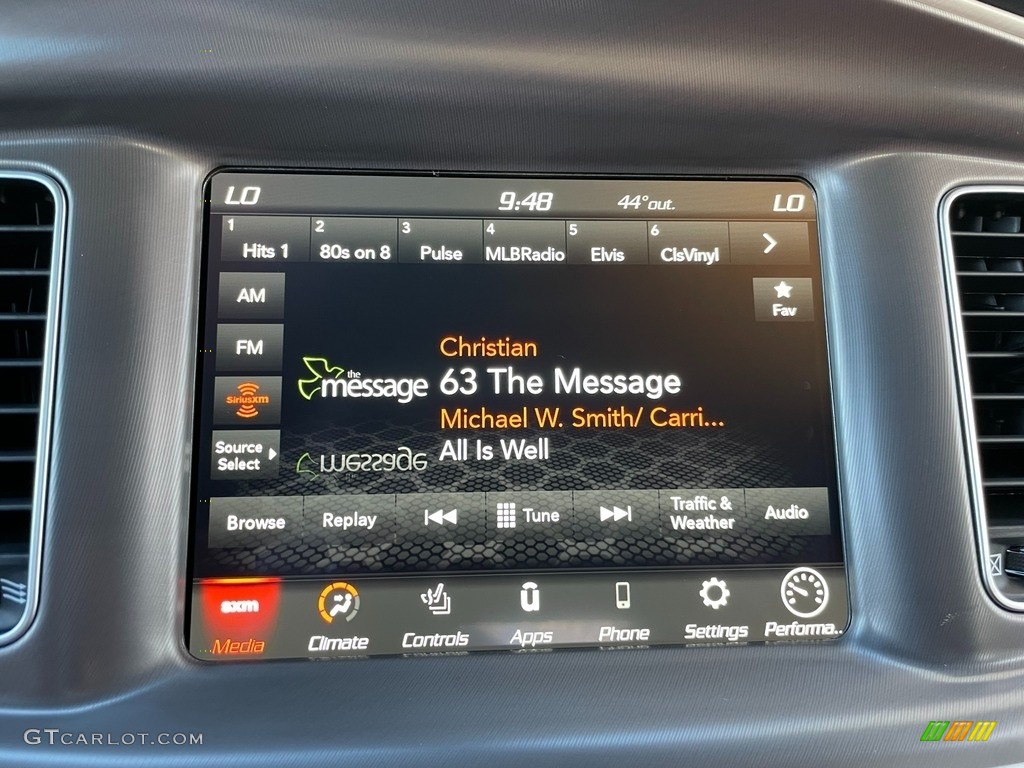 LO 9:48 44°out. LO
1 2 3 4 5 6
Hits 1 80s on 8 Pulse MLBRadio Elvis ClsVinyl
AM
Fav
FM
Christian
the message 63 The Message
SiriusXM
Michael W. Smith/ Carri...
Source Select
All Is Well
message
Browse Replay Tune Traffic & Weather Audio
sxm
Media Climate Controls Apps Phone Settings Performa..
GTCARLOT.COM